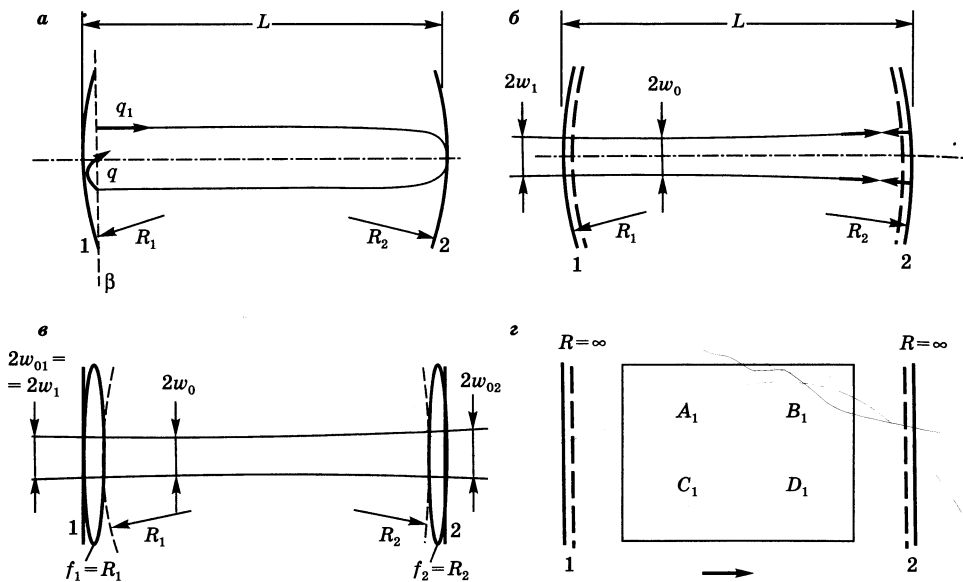 а
L
q₁
q
R₁
R₂
1
2
β
б
L
2w₁
2w₀
R₁
R₂
1
2
в
2w₀₁ =
= 2w₁
2w₀
2w₀₂
1
R₁
R₂
2
f₁ = R₁
f₂ = R₂
г
R = ∞
R = ∞
A₁
B₁
C₁
D₁
1
2